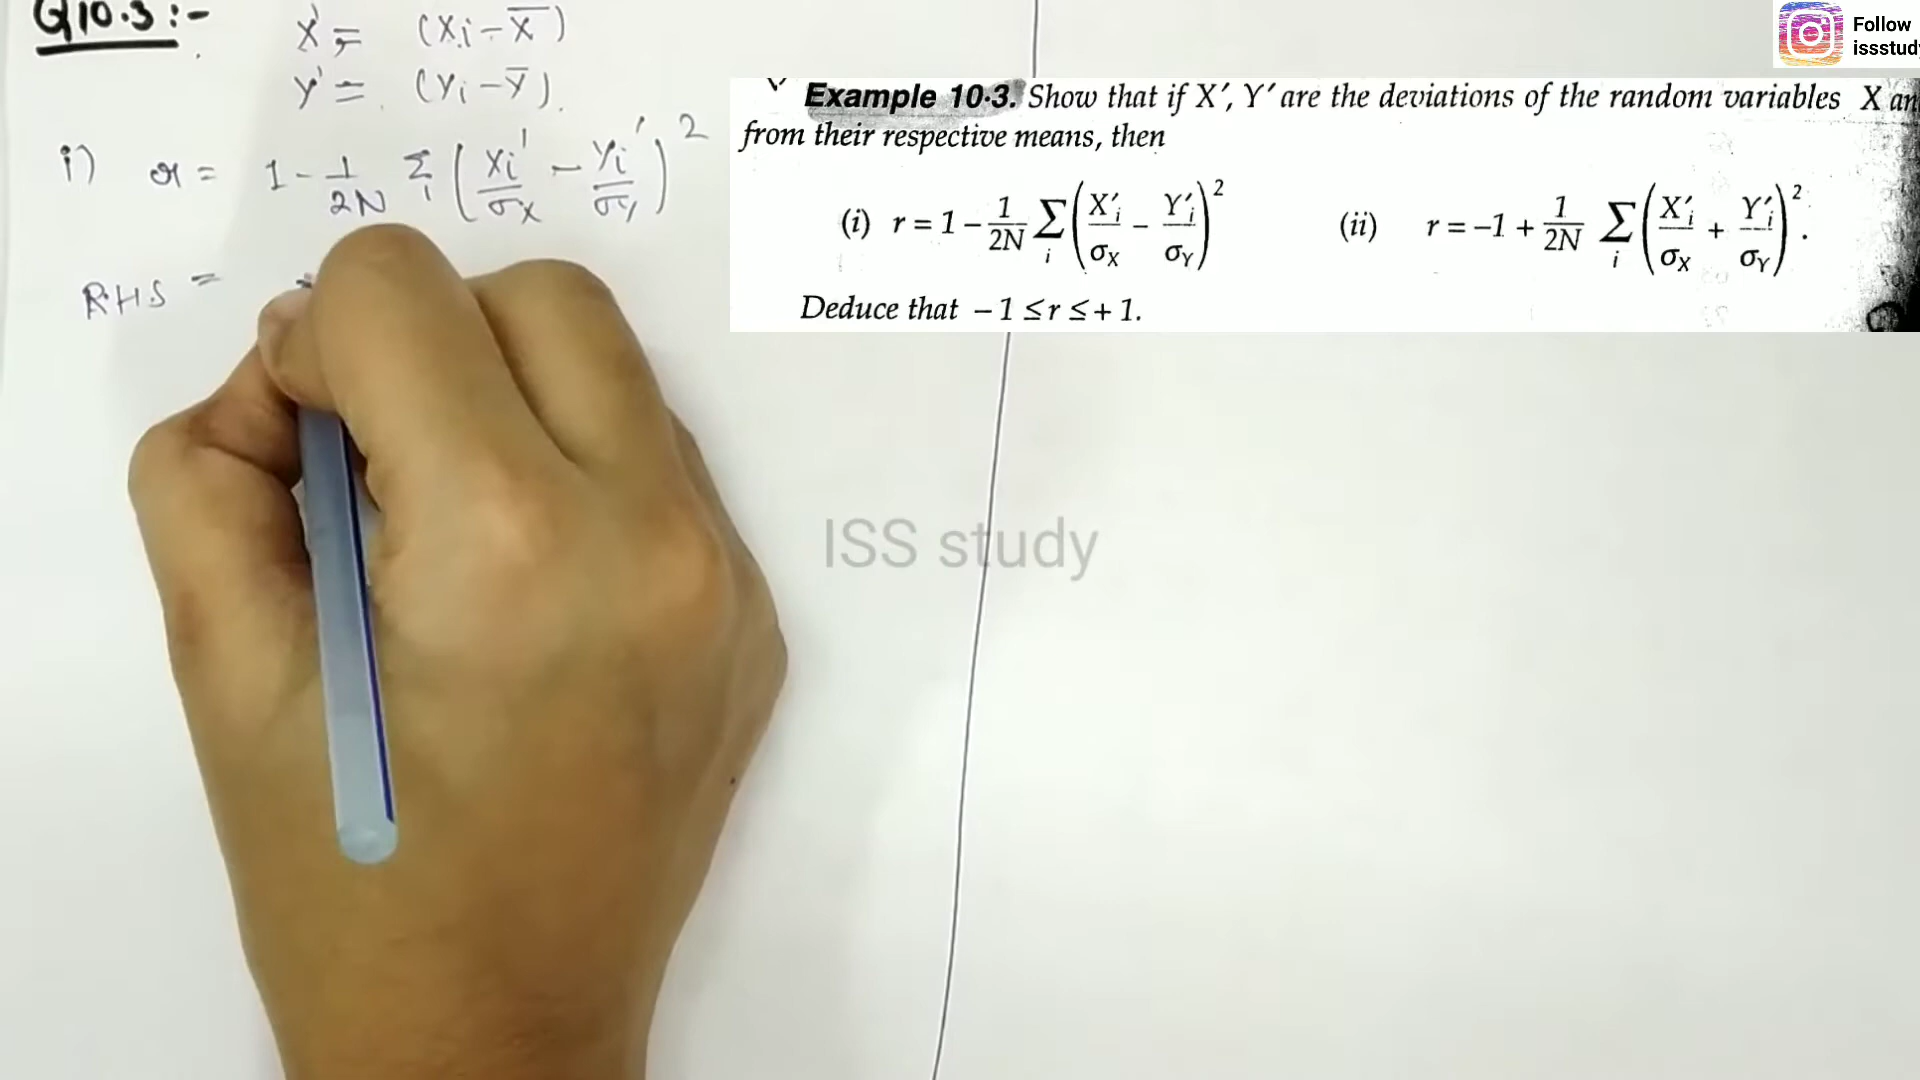 Q10.3:-
X' = (Xi - X̅)
Y' = (Yi - Y̅).
i) r = 1 - 1/2N Σi (Xi'/σX - Yi'/σY)²
RHS =
Example 10·3. Show that if X′, Y′ are the deviations of the random variables X an
from their respective means, then
(i) r = 1 – 1/2N Σi (X′i/σX – Y′i/σY)² (ii) r = –1 + 1/2N Σi (X′i/σX + Y′i/σY)².
Deduce that – 1 ≤ r ≤ + 1.
ISS study
Follow
issstudy